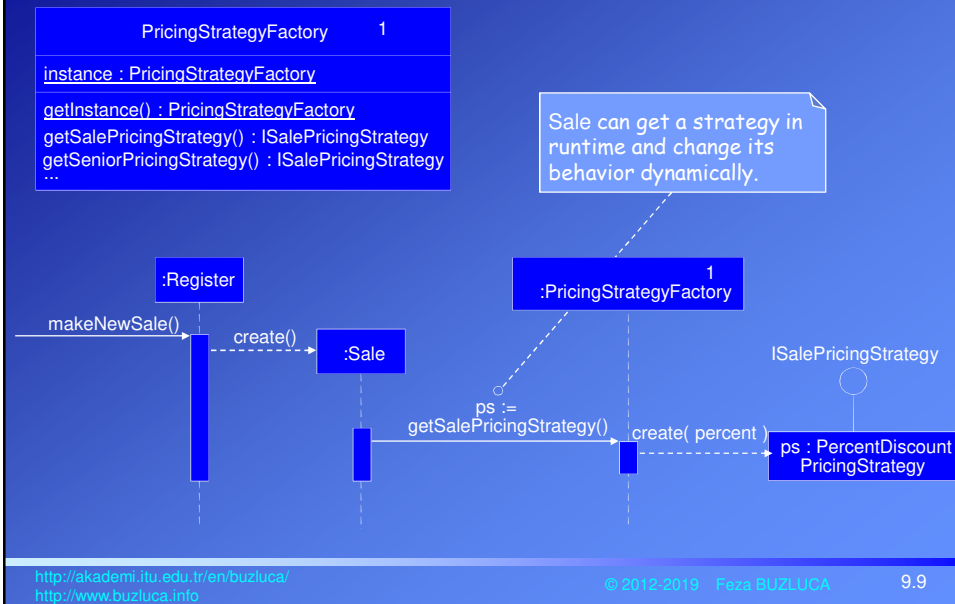 PricingStrategyFactory 1
instance : PricingStrategyFactory
getInstance() : PricingStrategyFactory
getSalePricingStrategy() : ISalePricingStrategy
getSeniorPricingStrategy() : ISalePricingStrategy
...
Sale can get a strategy in
runtime and change its
behavior dynamically.
:Register
1
:PricingStrategyFactory
makeNewSale()
create()
:Sale
ISalePricingStrategy
ps :=
getSalePricingStrategy()
create( percent )
ps : PercentDiscount
PricingStrategy
http://akademi.itu.edu.tr/en/buzluca/
http://www.buzluca.info
© 2012-2019 Feza BUZLUCA
9.9